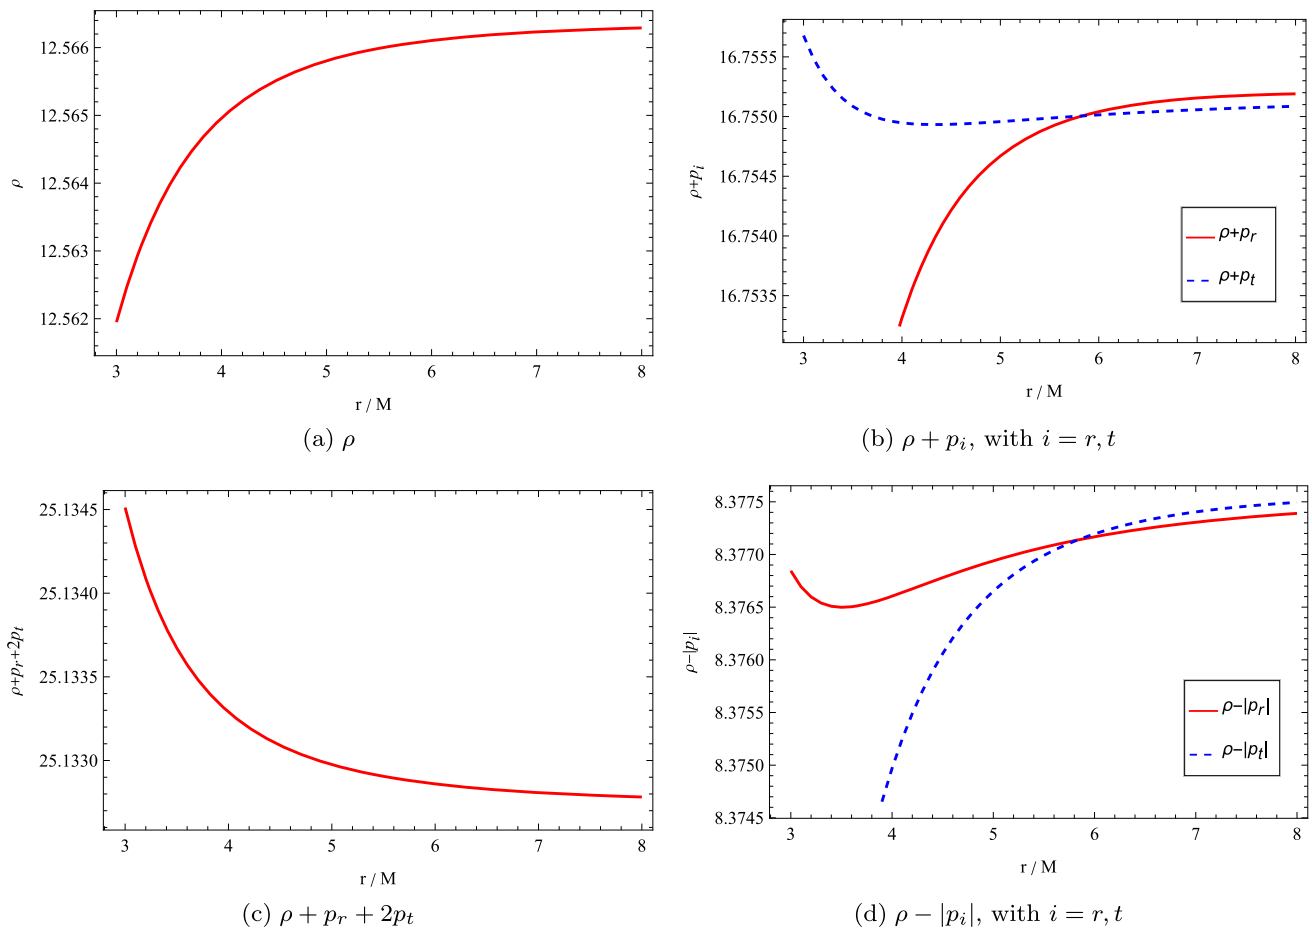 12.566
12.565
12.564
12.563
12.562
ρ
3 4 5 6 7 8
r / M
(a) ρ
16.7555
16.7550
16.7545
16.7540
16.7535
ρ+p_i
ρ+p_r
ρ+p_t
3 4 5 6 7 8
r / M
(b) ρ + p_i, with i = r, t
25.1345
25.1340
25.1335
25.1330
ρ+p_r+2p_t
3 4 5 6 7 8
r / M
(c) ρ + p_r + 2p_t
8.3775
8.3770
8.3765
8.3760
8.3755
8.3750
8.3745
ρ-|p_i|
ρ-|p_r|
ρ-|p_t|
3 4 5 6 7 8
r / M
(d) ρ − |p_i|, with i = r, t